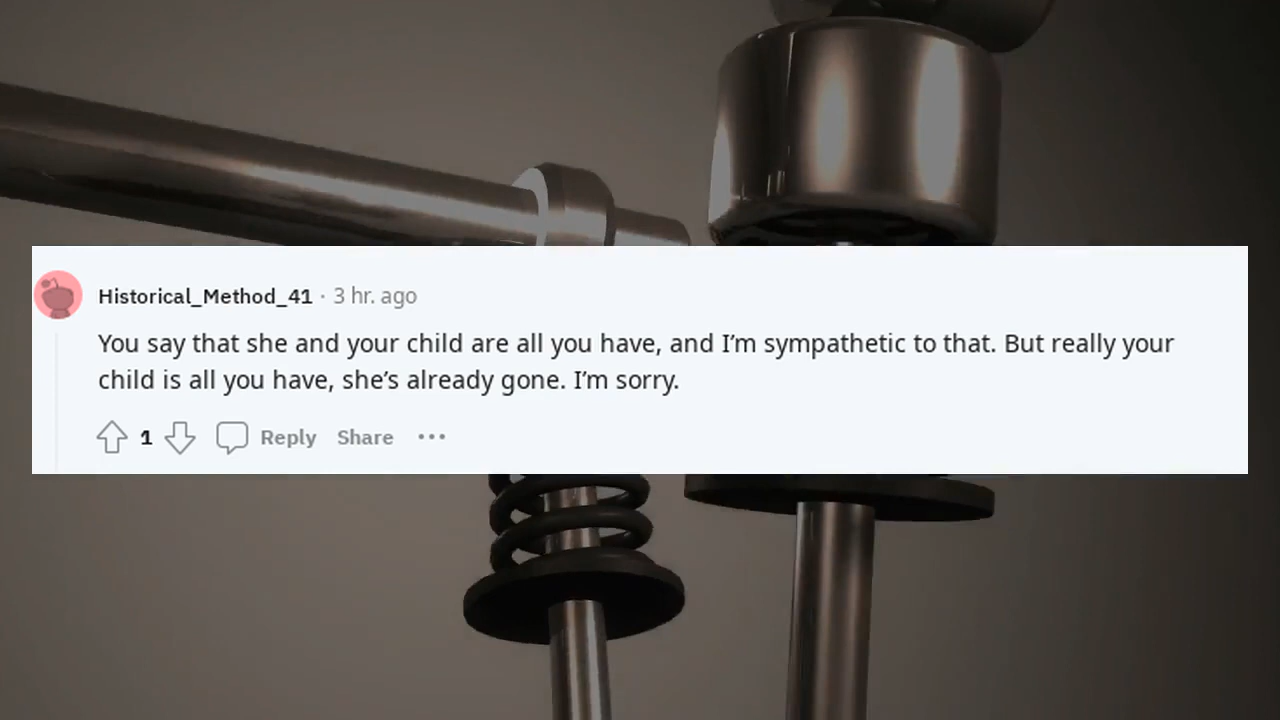 Historical_Method_41 · 3 hr. ago
You say that she and your child are all you have, and I’m sympathetic to that. But really your
child is all you have, she’s already gone. I’m sorry.
1 Reply Share •••